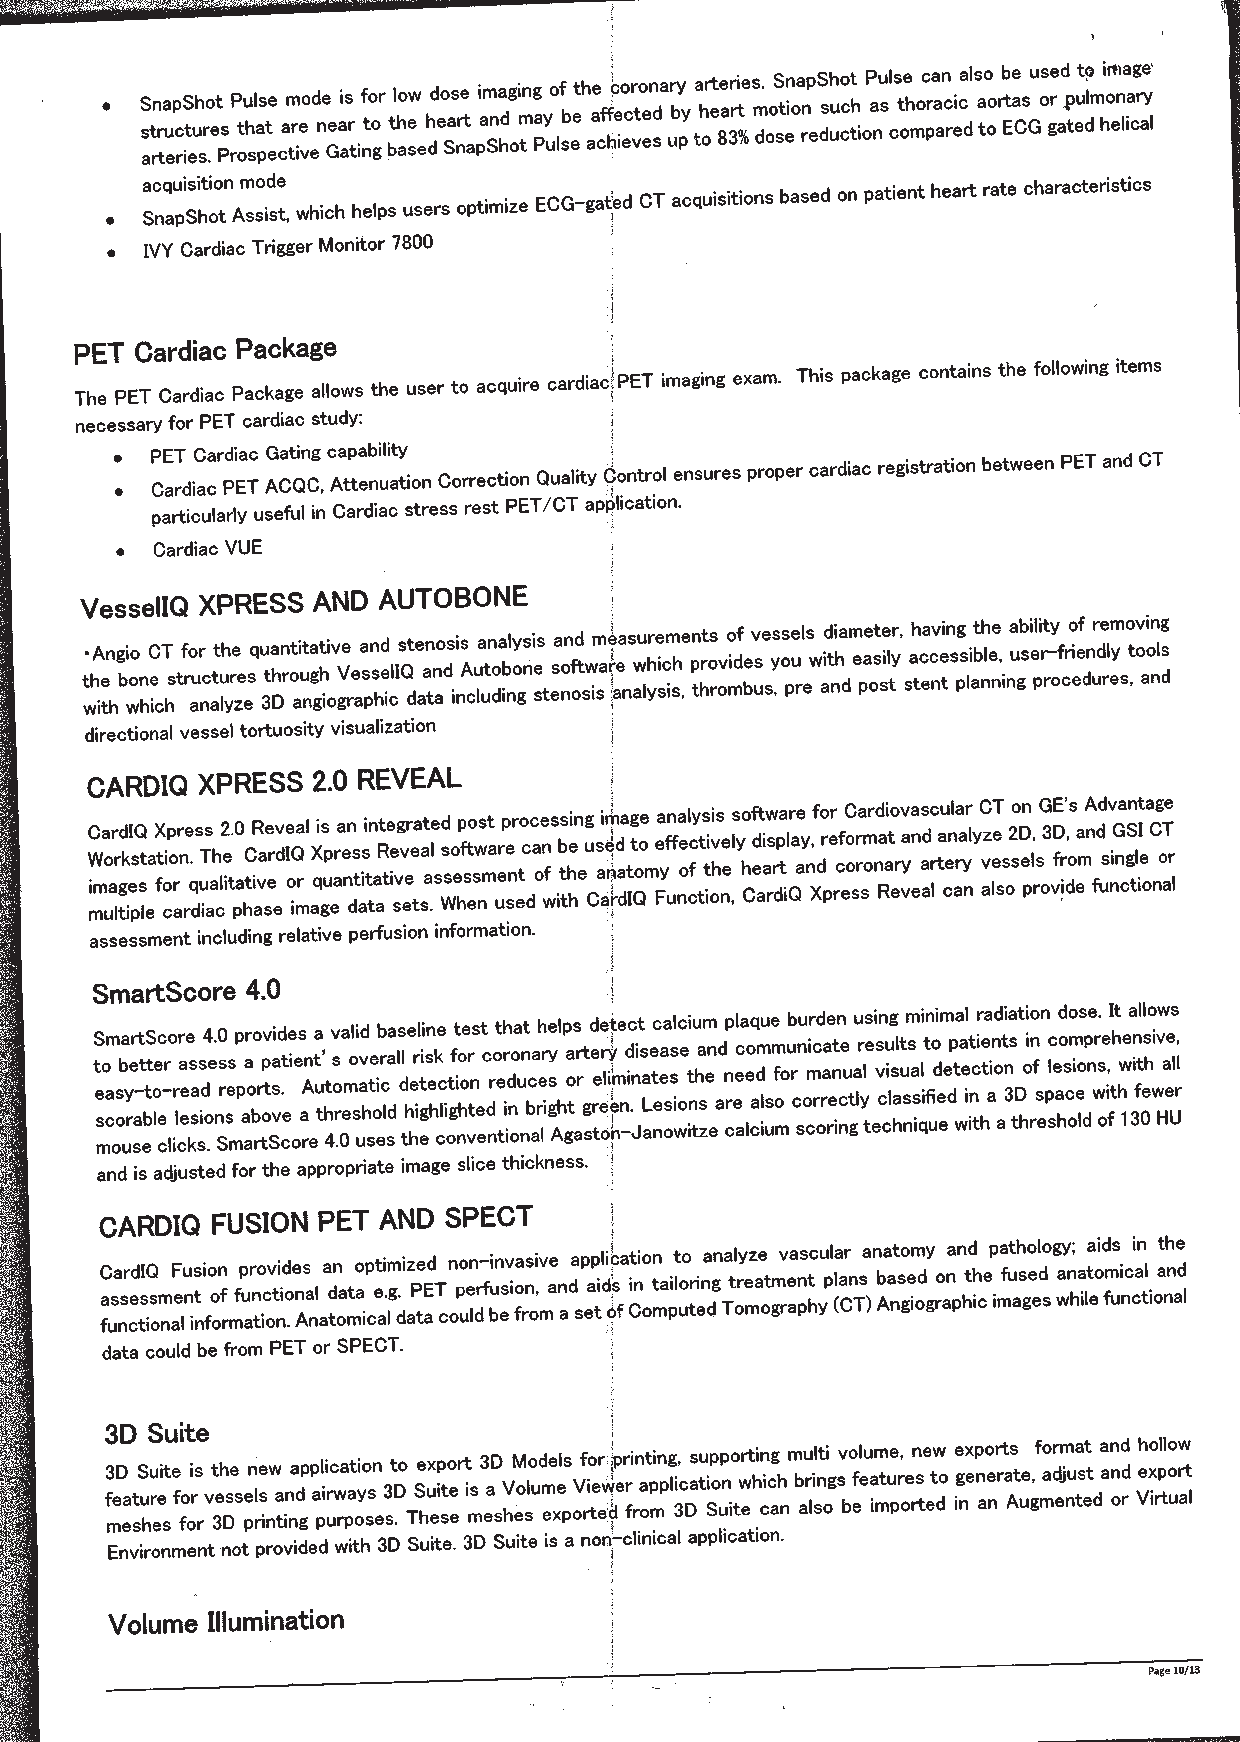 • SnapShot Pulse mode is for low dose imaging of the coronary arteries. SnapShot Pulse can also be used to image
structures that are near to the heart and may be affected by heart motion such as thoracic aortas or pulmonary
arteries. Prospective Gating based SnapShot Pulse achieves up to 83% dose reduction compared to ECG gated helical
acquisition mode
• SnapShot Assist, which helps users optimize ECG-gated CT acquisitions based on patient heart rate characteristics
• IVY Cardiac Trigger Monitor 7800
PET Cardiac Package
The PET Cardiac Package allows the user to acquire cardiac PET imaging exam. This package contains the following items
necessary for PET cardiac study:
• PET Cardiac Gating capability
• Cardiac PET ACQC, Attenuation Correction Quality Control ensures proper cardiac registration between PET and CT
particularly useful in Cardiac stress rest PET/CT application.
• Cardiac VUE
VesselIQ XPRESS AND AUTOBONE
·Angio CT for the quantitative and stenosis analysis and measurements of vessels diameter, having the ability of removing
the bone structures through VesselIQ and Autobone software which provides you with easily accessible, user-friendly tools
with which analyze 3D angiographic data including stenosis analysis, thrombus, pre and post stent planning procedures, and
directional vessel tortuosity visualization
CARDIQ XPRESS 2.0 REVEAL
CardIQ Xpress 2.0 Reveal is an integrated post processing image analysis software for Cardiovascular CT on GE's Advantage
Workstation. The CardIQ Xpress Reveal software can be used to effectively display, reformat and analyze 2D, 3D, and GSI CT
images for qualitative or quantitative assessment of the anatomy of the heart and coronary artery vessels from single or
multiple cardiac phase image data sets. When used with CardIQ Function, CardiQ Xpress Reveal can also provide functional
assessment including relative perfusion information.
SmartScore 4.0
SmartScore 4.0 provides a valid baseline test that helps detect calcium plaque burden using minimal radiation dose. It allows
to better assess a patient's overall risk for coronary artery disease and communicate results to patients in comprehensive,
easy-to-read reports. Automatic detection reduces or eliminates the need for manual visual detection of lesions, with all
scorable lesions above a threshold highlighted in bright green. Lesions are also correctly classified in a 3D space with fewer
mouse clicks. SmartScore 4.0 uses the conventional Agaston-Janowitze calcium scoring technique with a threshold of 130 HU
and is adjusted for the appropriate image slice thickness.
CARDIQ FUSION PET AND SPECT
CardIQ Fusion provides an optimized non-invasive application to analyze vascular anatomy and pathology; aids in the
assessment of functional data e.g. PET perfusion, and aids in tailoring treatment plans based on the fused anatomical and
functional information. Anatomical data could be from a set of Computed Tomography (CT) Angiographic images while functional
data could be from PET or SPECT.
3D Suite
3D Suite is the new application to export 3D Models for printing, supporting multi volume, new exports format and hollow
feature for vessels and airways 3D Suite is a Volume Viewer application which brings features to generate, adjust and export
meshes for 3D printing purposes. These meshes exported from 3D Suite can also be imported in an Augmented or Virtual
Environment not provided with 3D Suite. 3D Suite is a non-clinical application.
Volume Illumination
Page 10/13